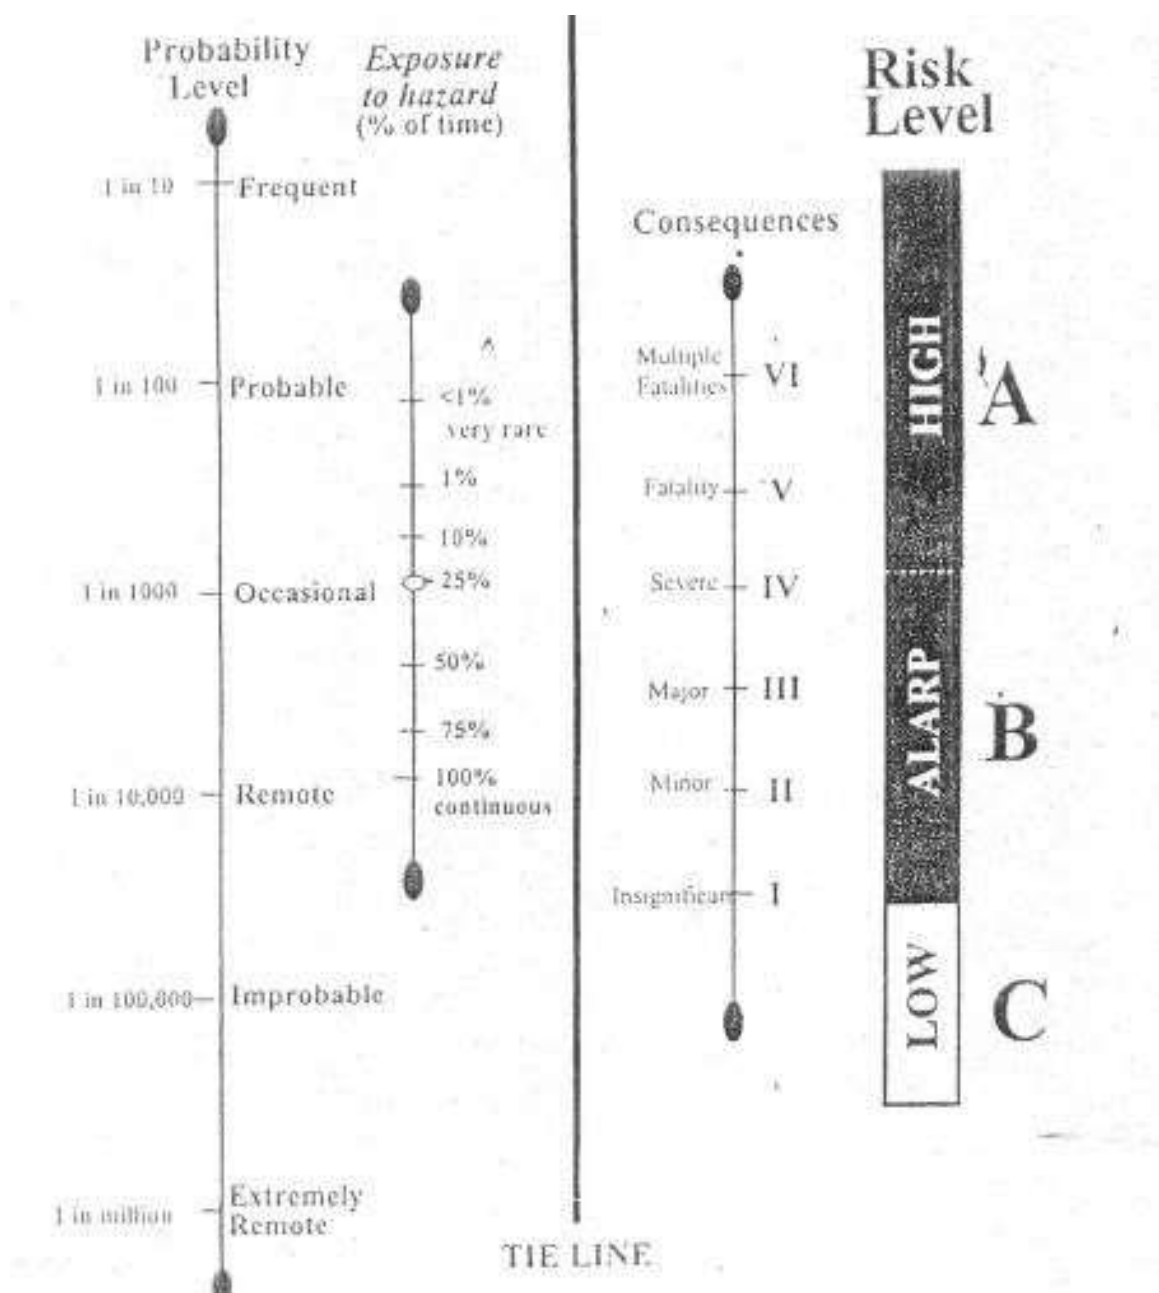 Probability
Level
1 in 10
Frequent
1 in 100
Probable
1 in 1000
Occasional
1 in 10,000
Remote
1 in 100,000
Improbable
1 in million
Extremely
Remote
Exposure
to hazard
(% of time)
<1%
very rare
1%
10%
25%
50%
75%
100%
continuous
TIE LINE
Consequences
Multiple
Fatalities
VI
Fatality
V
Severe
IV
Major
III
Minor
II
Insignifican
I
Risk
Level
HIGH
A
ALARP
B
LOW
C